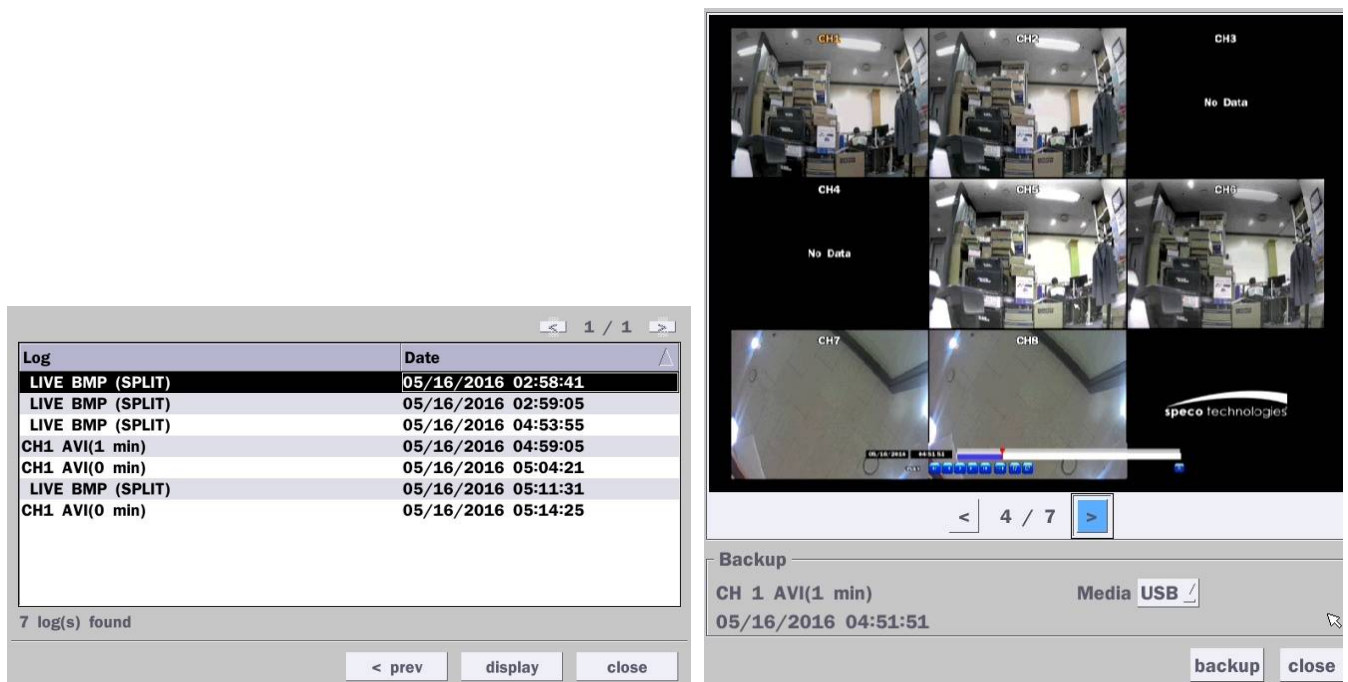 < 1 / 1 >
Log Date
LIVE BMP (SPLIT) 05/16/2016 02:58:41
LIVE BMP (SPLIT) 05/16/2016 02:59:05
LIVE BMP (SPLIT) 04:53:55
CH1 AVI(1 min) 05/16/2016 04:59:05
CH1 AVI(0 min) 05/16/2016 05:04:21
LIVE BMP (SPLIT) 05/16/2016 05:11:31
CH1 AVI(0 min) 05/16/2016 05:14:25
7 log(s) found
< prev display close
CH1 CH2 CH3
No Data
CH4 CH5 CH6
No Data
CH7 CH8
speco technologies
05/16/2016 04:51:51
< 4 / 7 >
Backup
CH 1 AVI(1 min) Media USB
05/16/2016 04:51:51
backup close